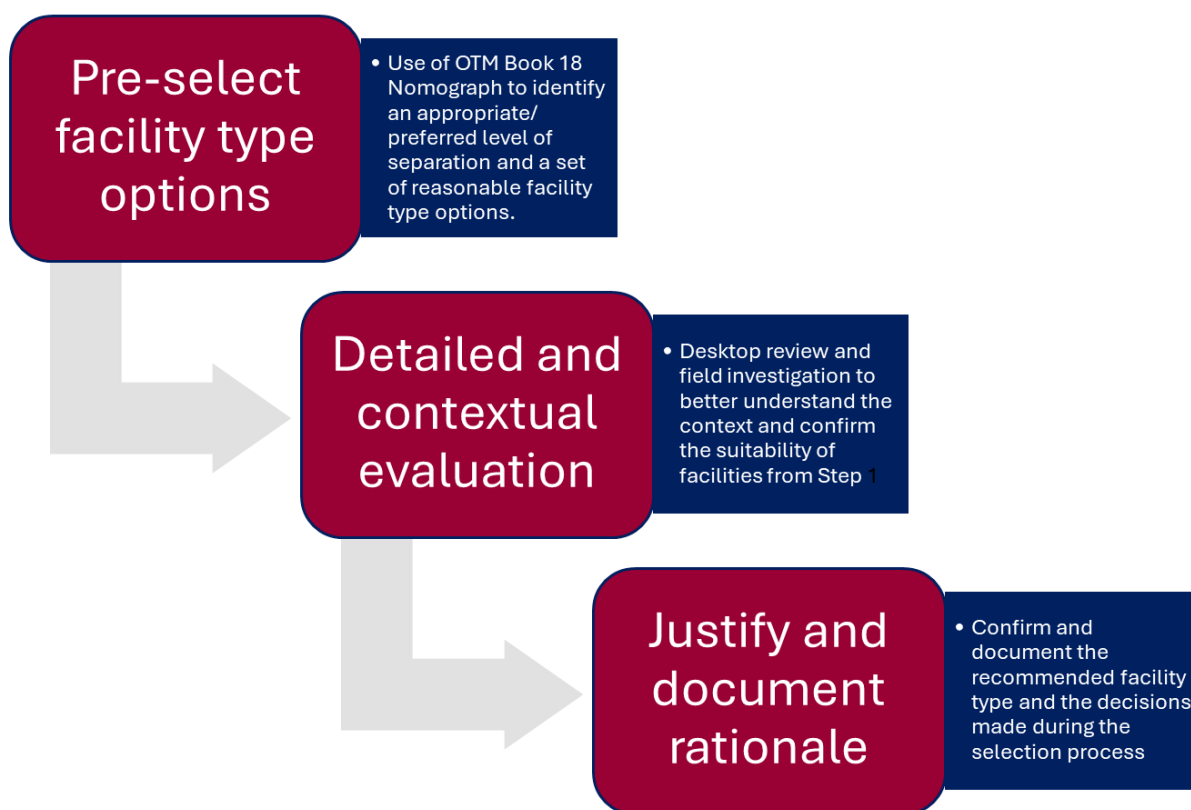 Pre-select
facility type
options
• Use of OTM Book 18
Nomograph to identify
an appropriate/
preferred level of
separation and a set
of reasonable facility
type options.
Detailed and
contextual
evaluation
• Desktop review and
field investigation to
better understand the
context and confirm
the suitability of
facilities from Step 1
Justify and
document
rationale
• Confirm and
document the
recommended facility
type and the decisions
made during the
selection process